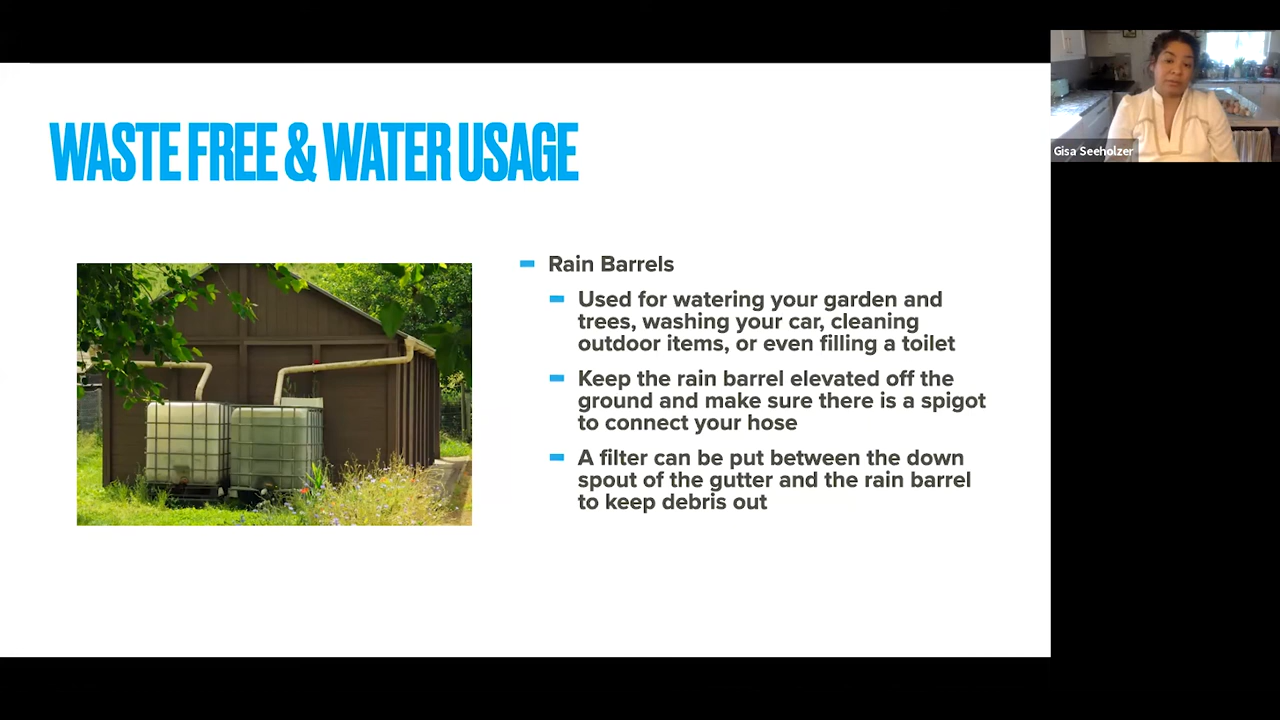 WASTE FREE & WATER USAGE
Gisa Seeholzer
Rain Barrels
Used for watering your garden and
trees, washing your car, cleaning
outdoor items, or even filling a toilet
Keep the rain barrel elevated off the
ground and make sure there is a spigot
to connect your hose
A filter can be put between the down
spout of the gutter and the rain barrel
to keep debris out